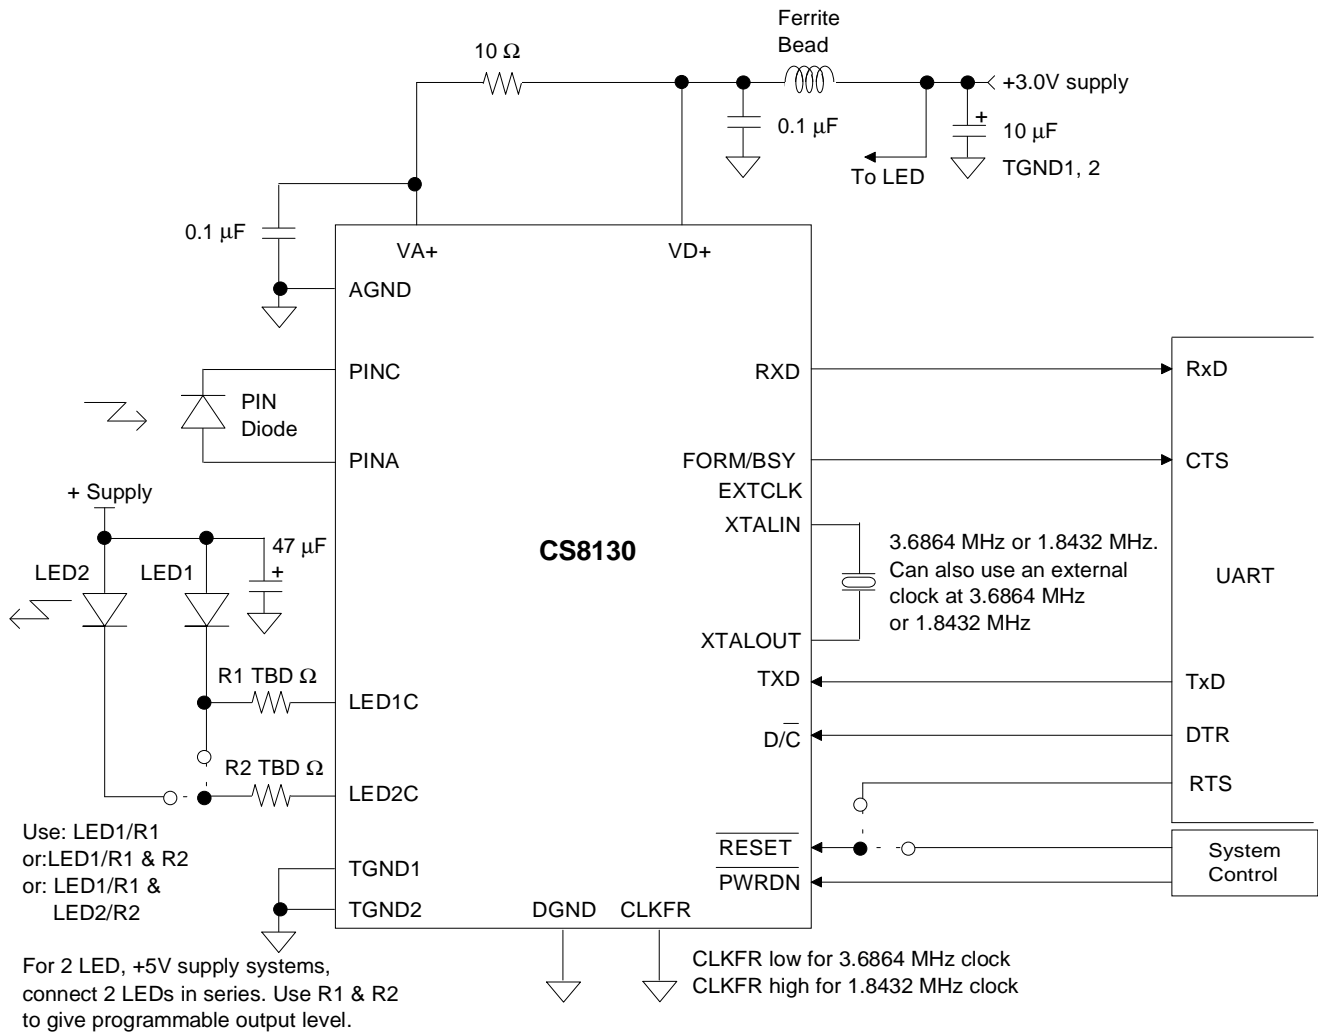 Ferrite
Bead
10 Ω
+3.0V supply
0.1 µF
+
10 µF
TGND1, 2
To LED
0.1 µF
VA+
VD+
AGND
PINC
PIN
Diode
PINA
RXD
RxD
FORM/BSY
CTS
EXTCLK
XTALIN
+ Supply
47 µF
+
LED2
LED1
CS8130
3.6864 MHz or 1.8432 MHz.
Can also use an external
clock at 3.6864 MHz
or 1.8432 MHz
UART
XTALOUT
R1 TBD Ω
LED1C
TXD
TxD
D/C̅
DTR
R2 TBD Ω
LED2C
RTS
Use: LED1/R1
or:LED1/R1 & R2
or: LED1/R1 &
LED2/R2
RESET
PWRDN
System
Control
TGND1
TGND2
DGND
CLKFR
CLKFR low for 3.6864 MHz clock
CLKFR high for 1.8432 MHz clock
For 2 LED, +5V supply systems,
connect 2 LEDs in series. Use R1 & R2
to give programmable output level.